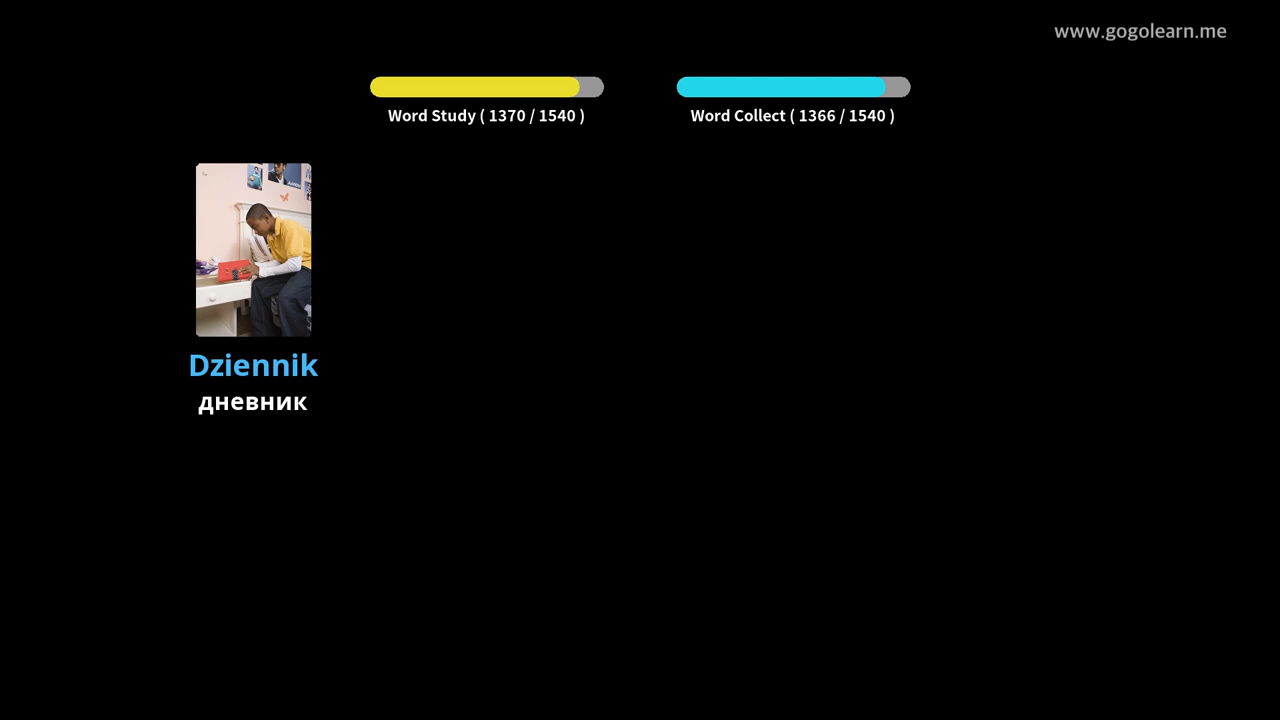 www.gogolearn.me
Word Study ( 1370 / 1540 )
Word Collect ( 1366 / 1540 )
Dziennik
дневник